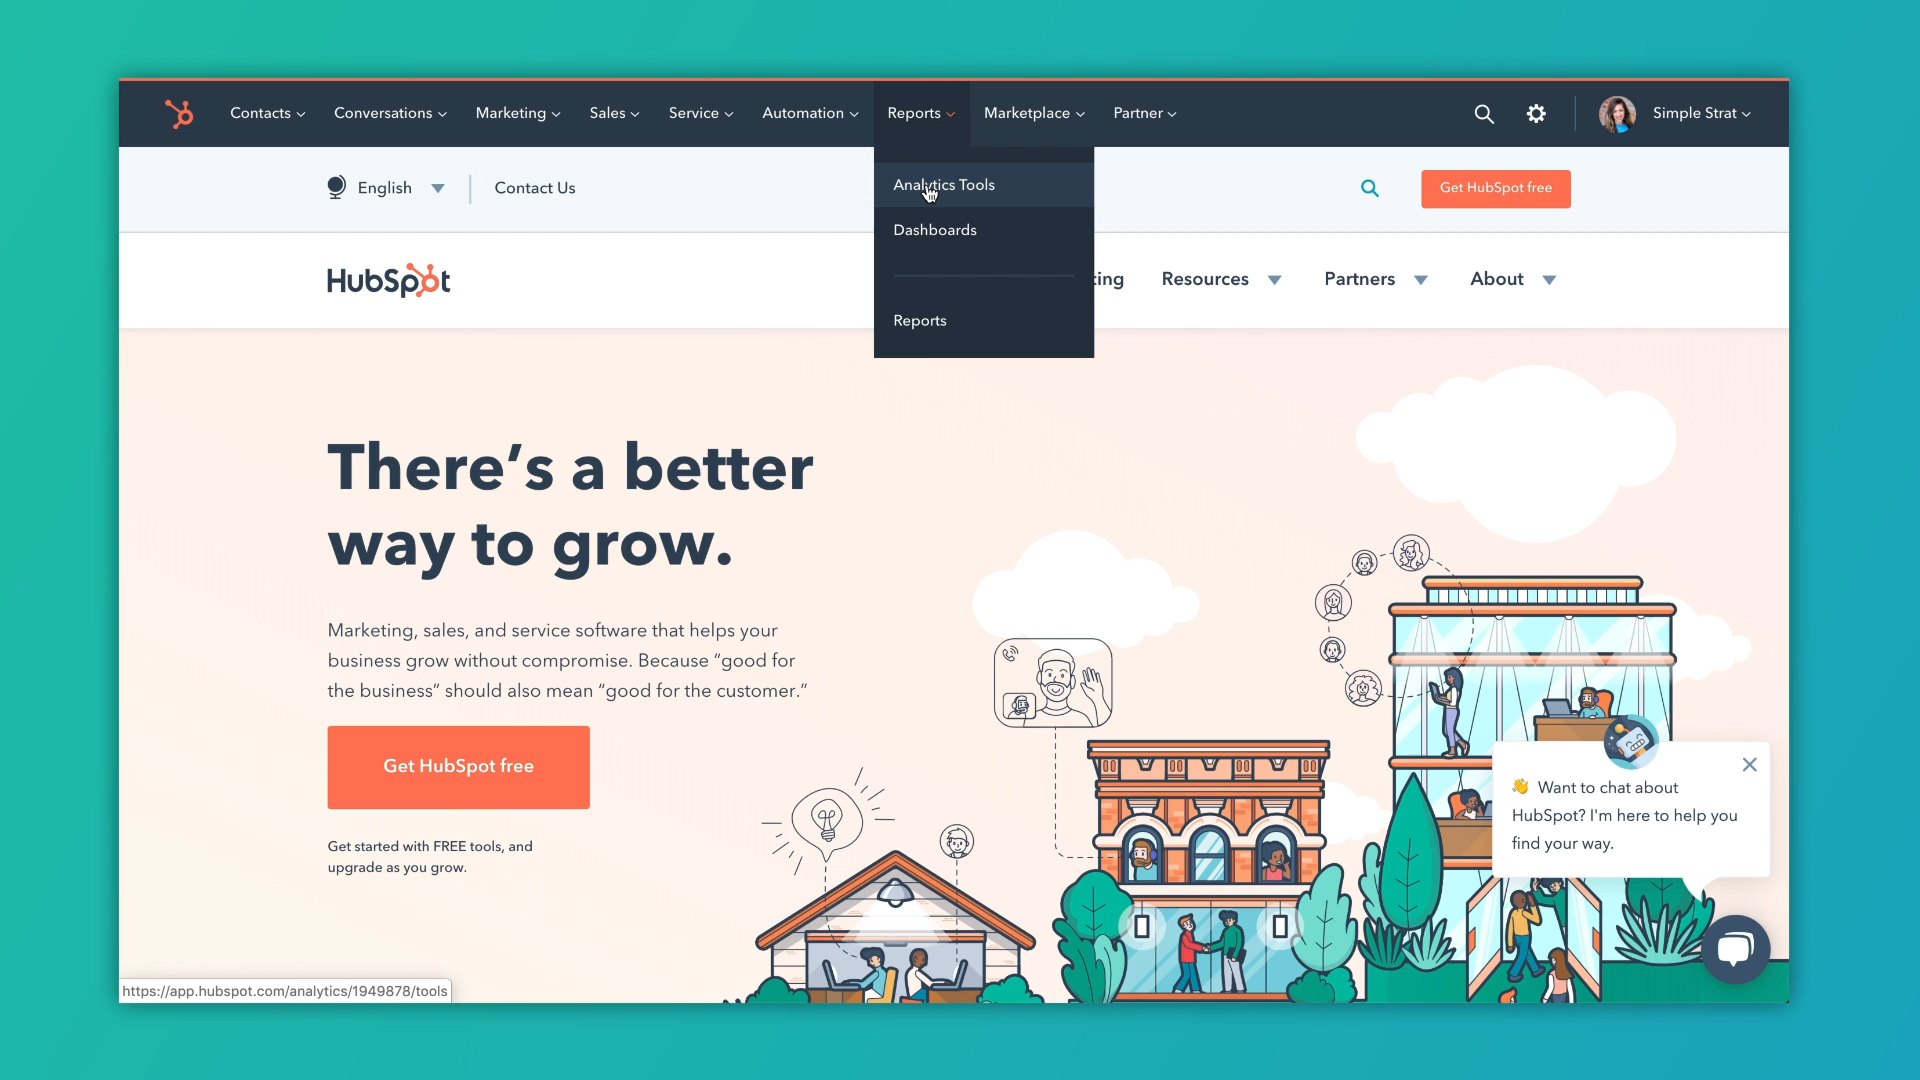 Contacts Conversations Marketing Sales Service Automation Reports Marketplace Partner Simple Strat
English Contact Us Analytics Tools Get HubSpot free
Dashboards
HubSpot Resources Partners About
Reports
There’s a better
way to grow.
Marketing, sales, and service software that helps your
business grow without compromise. Because “good for
the business” should also mean “good for the customer.”
Get HubSpot free
Get started with FREE tools, and
upgrade as you grow.
Want to chat about
HubSpot? I'm here to help you
find your way.
https://app.hubspot.com/analytics/1949878/tools